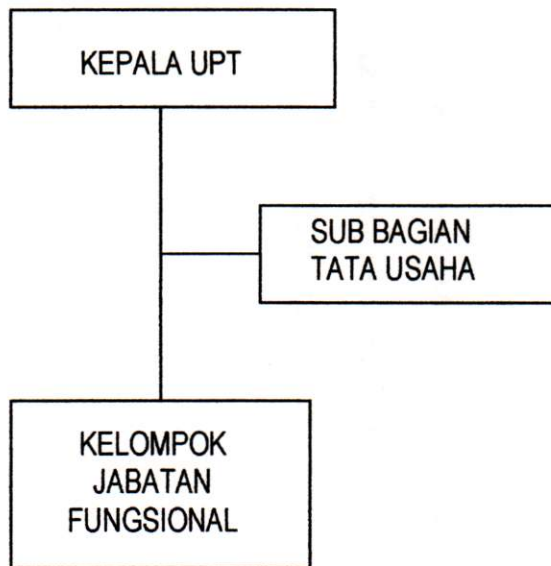 KEPALA UPT
SUB BAGIAN
TATA USAHA
KELOMPOK
JABATAN
FUNGSIONAL